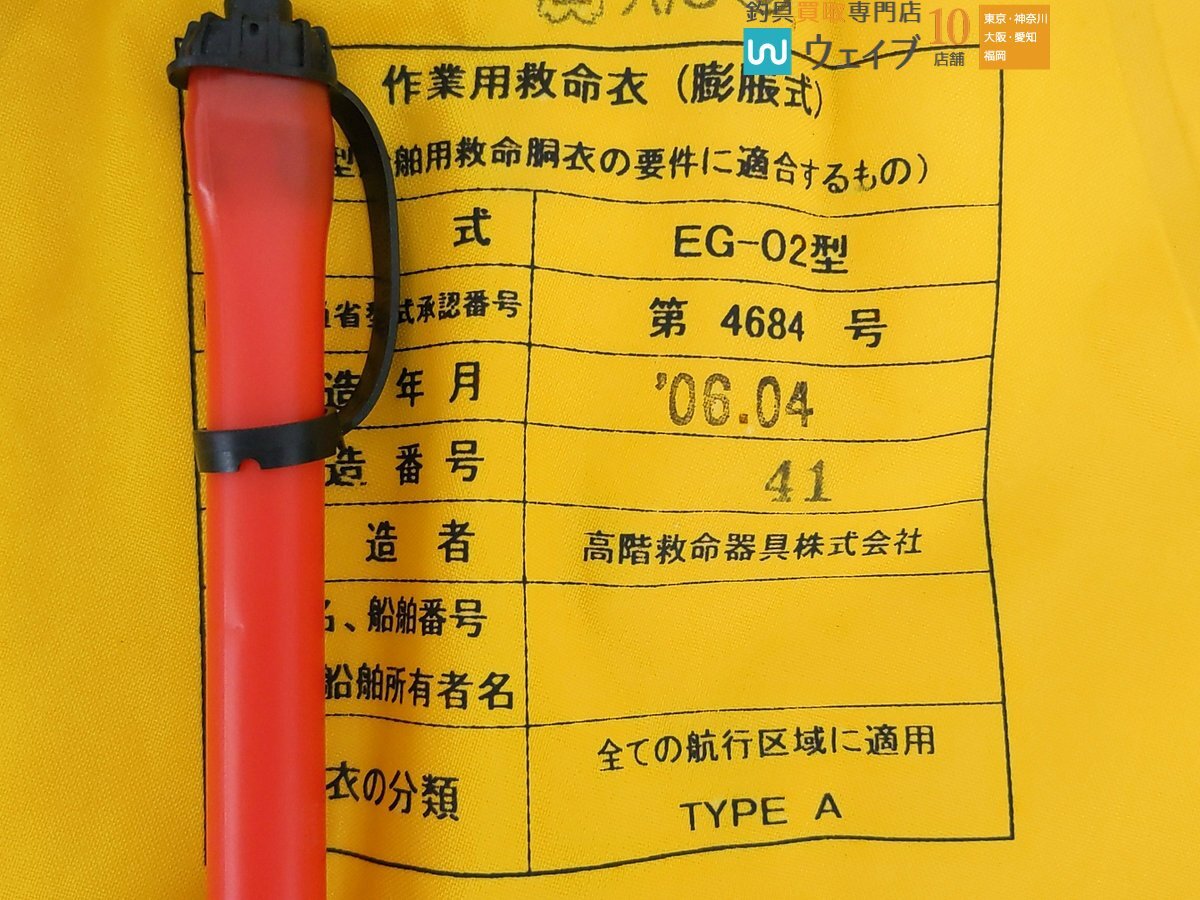 釣具買取専門店
ウェイブ
10
店舗
東京・神奈川
大阪・愛知
福岡
作業用救命衣（膨脹式）
型 舶用救命胴衣の要件に適合するもの）
式 EG-02型
省型式承認番号 第 4684 号
造 年 月 '06.04
造 番 号 41
造 者 高階救命器具株式会社
名、船舶番号
船舶所有者名
衣の分類 全ての航行区域に適用
TYPE A